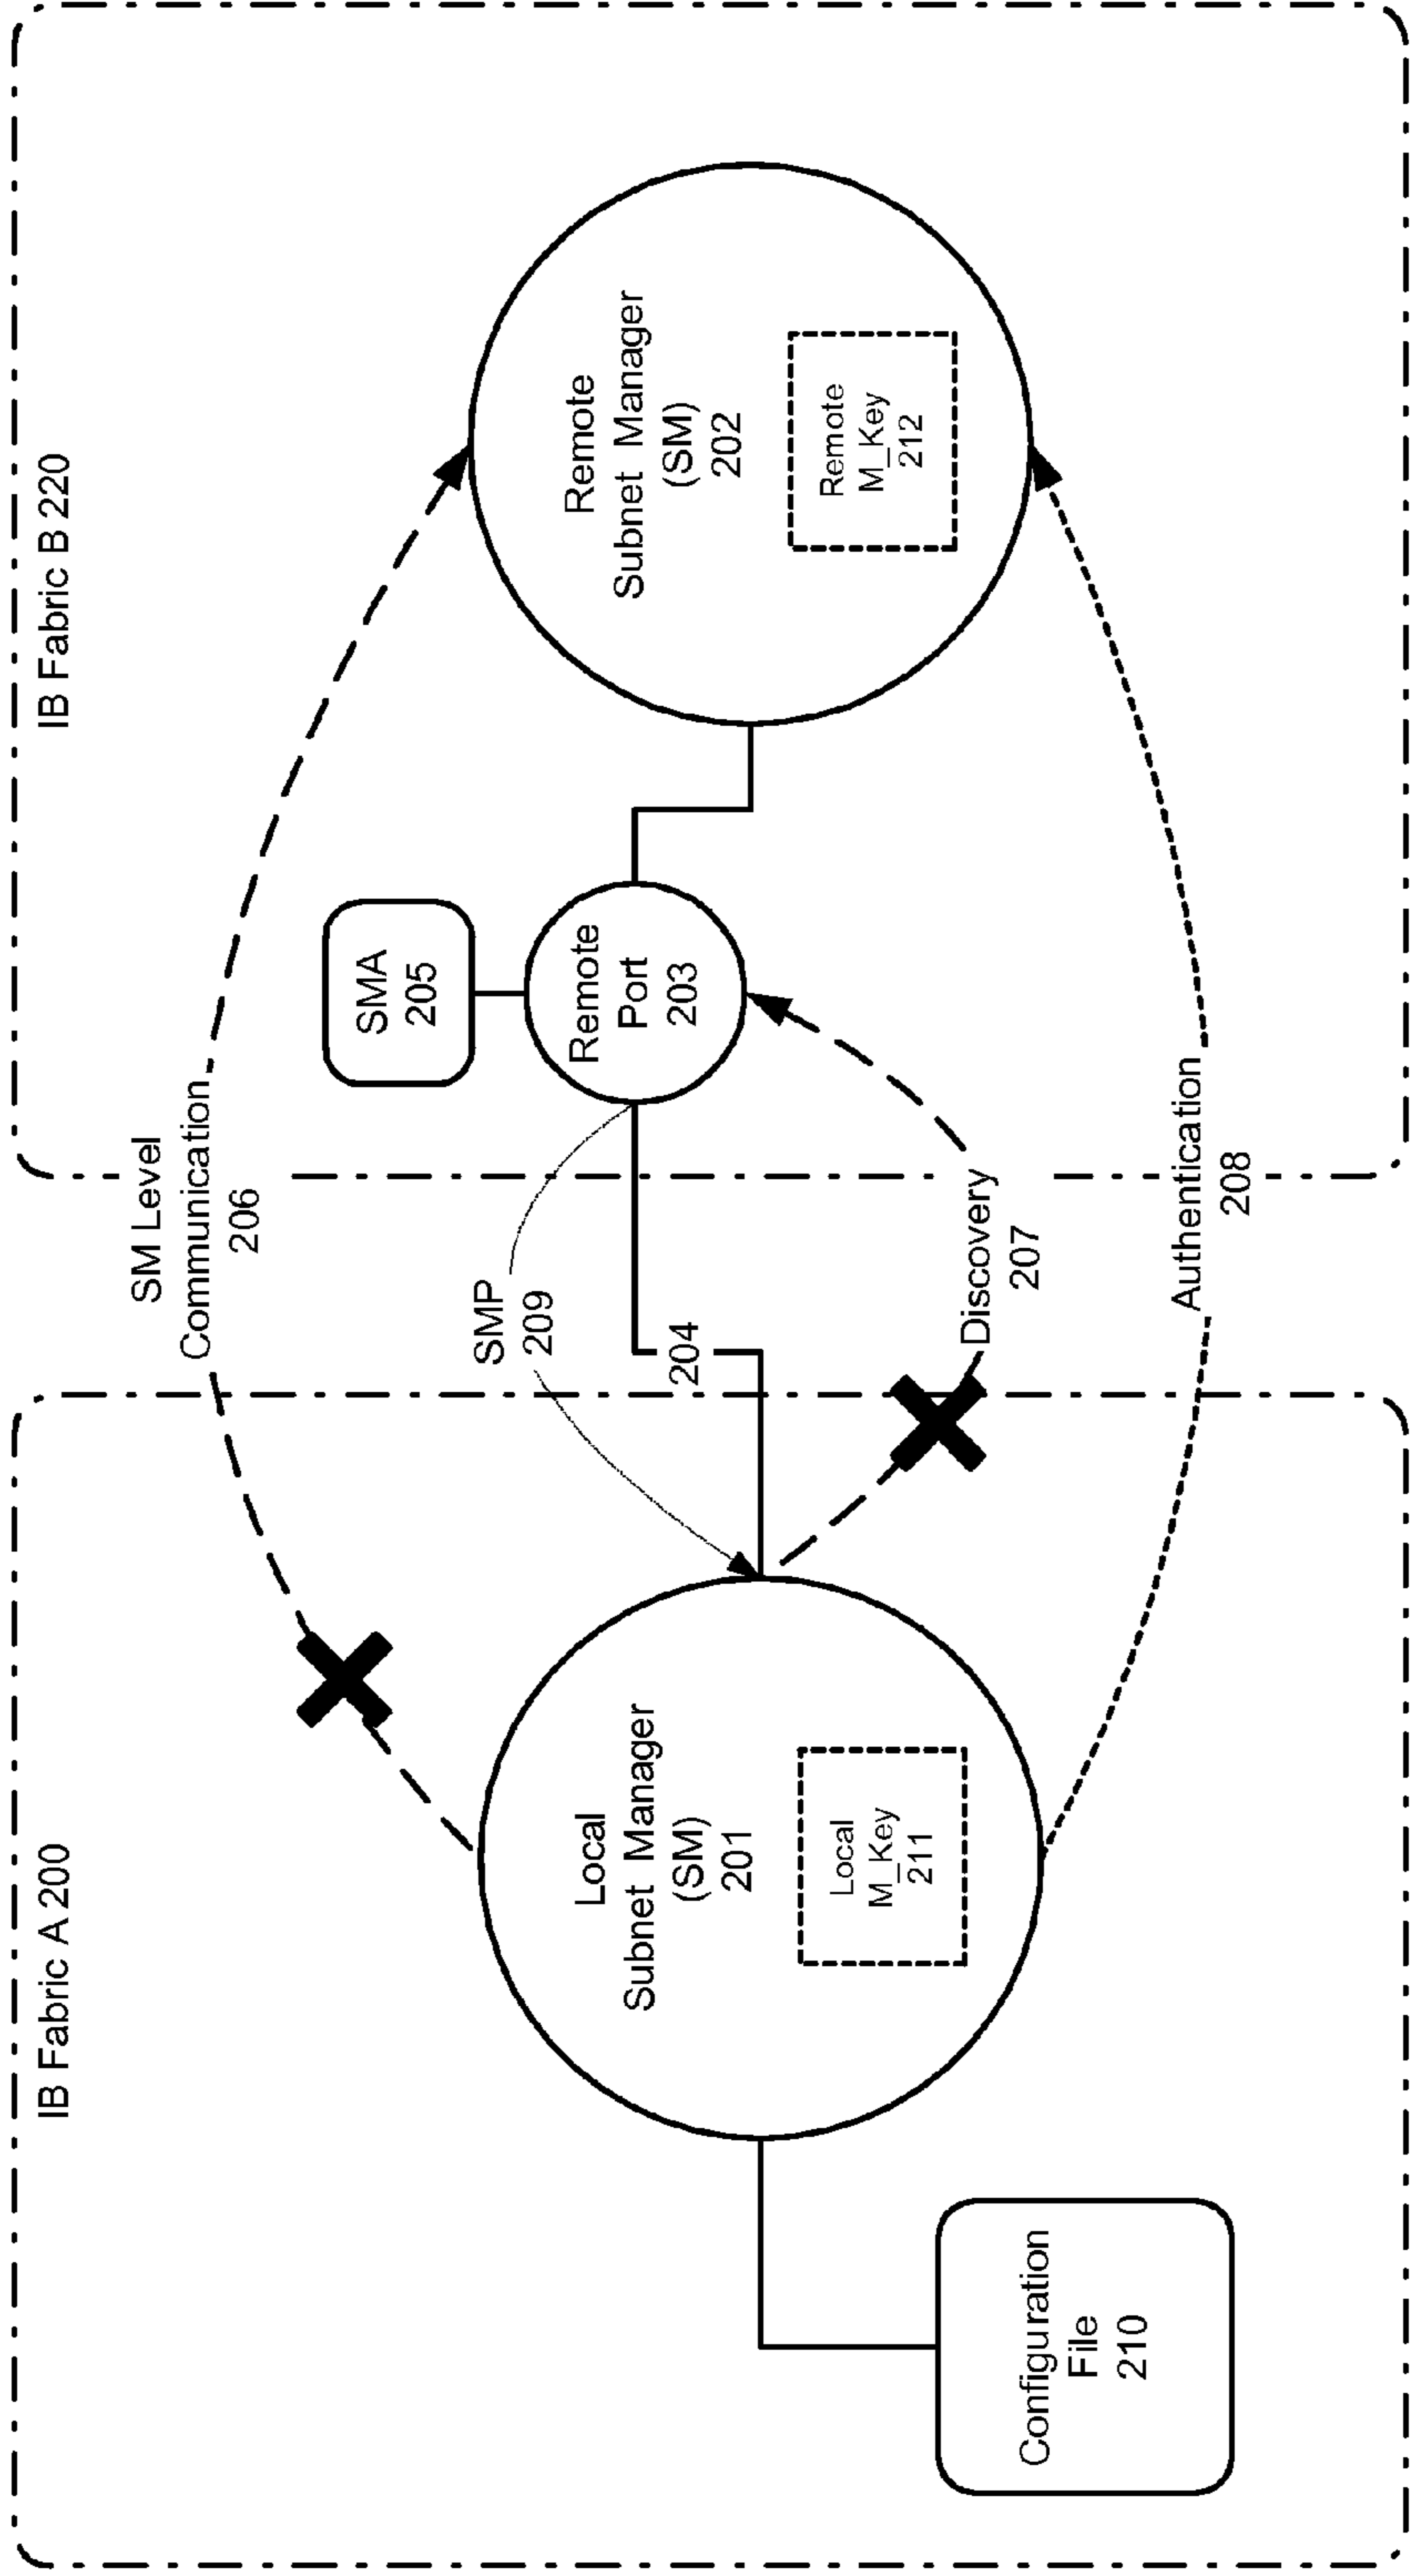 IB Fabric A 200
IB Fabric B 220
SM Level
Communication
206
SMP
209
204
Discovery
207
Authentication
208
Local
Subnet Manager
(SM)
201
Local
M_Key
211
Configuration
File
210
SMA
205
Remote
Port
203
Remote
Subnet Manager
(SM)
202
Remote
M_Key
212